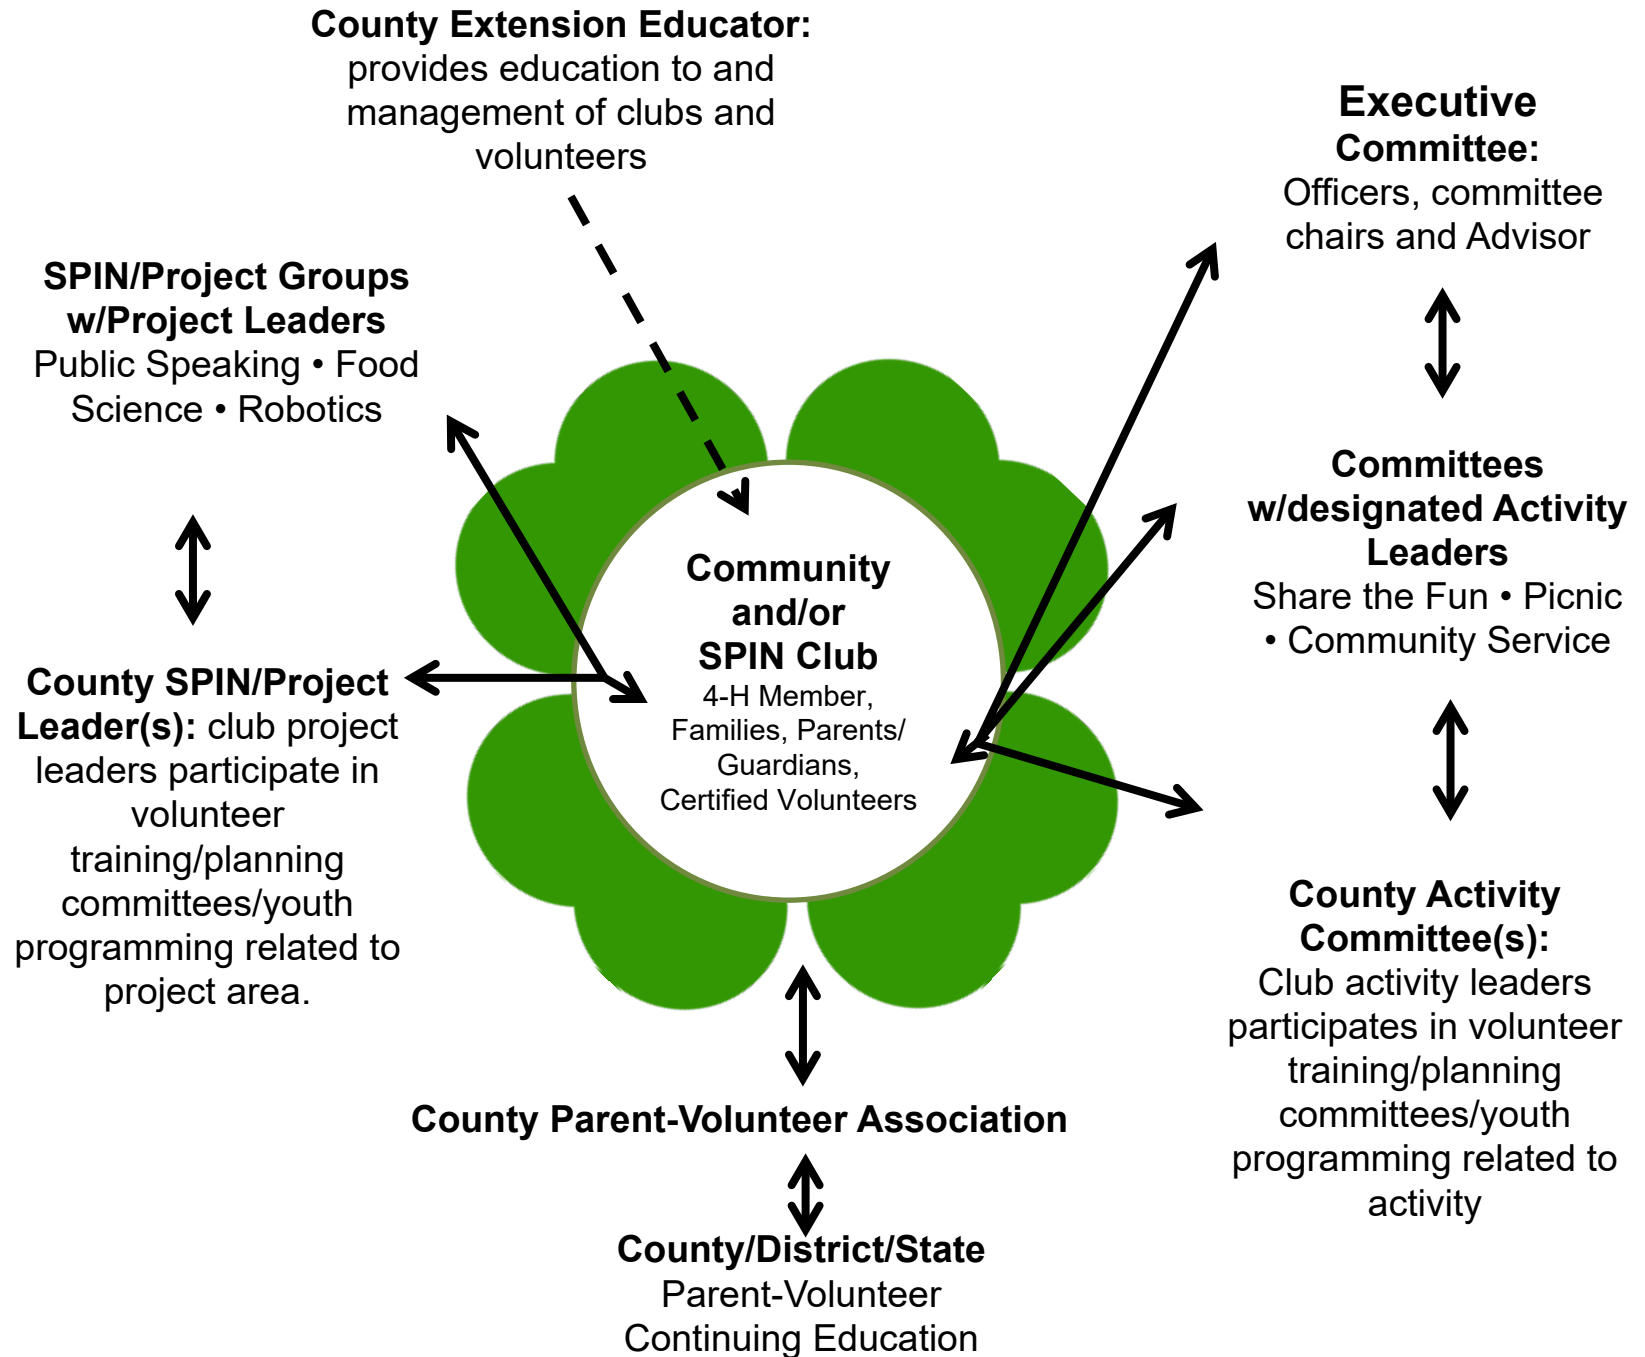 County Extension Educator:
provides education to and
management of clubs and
volunteers
Executive
Committee:
Officers, committee
chairs and Advisor
SPIN/Project Groups
w/Project Leaders
Public Speaking • Food
Science • Robotics
Committees
w/designated Activity
Leaders
Share the Fun • Picnic
• Community Service
Community
and/or
SPIN Club
4-H Member,
Families, Parents/
Guardians,
Certified Volunteers
County SPIN/Project
Leader(s): club project
leaders participate in
volunteer
training/planning
committees/youth
programming related to
project area.
County Activity
Committee(s):
Club activity leaders
participates in volunteer
training/planning
committees/youth
programming related to
activity
County Parent-Volunteer Association
County/District/State
Parent-Volunteer
Continuing Education